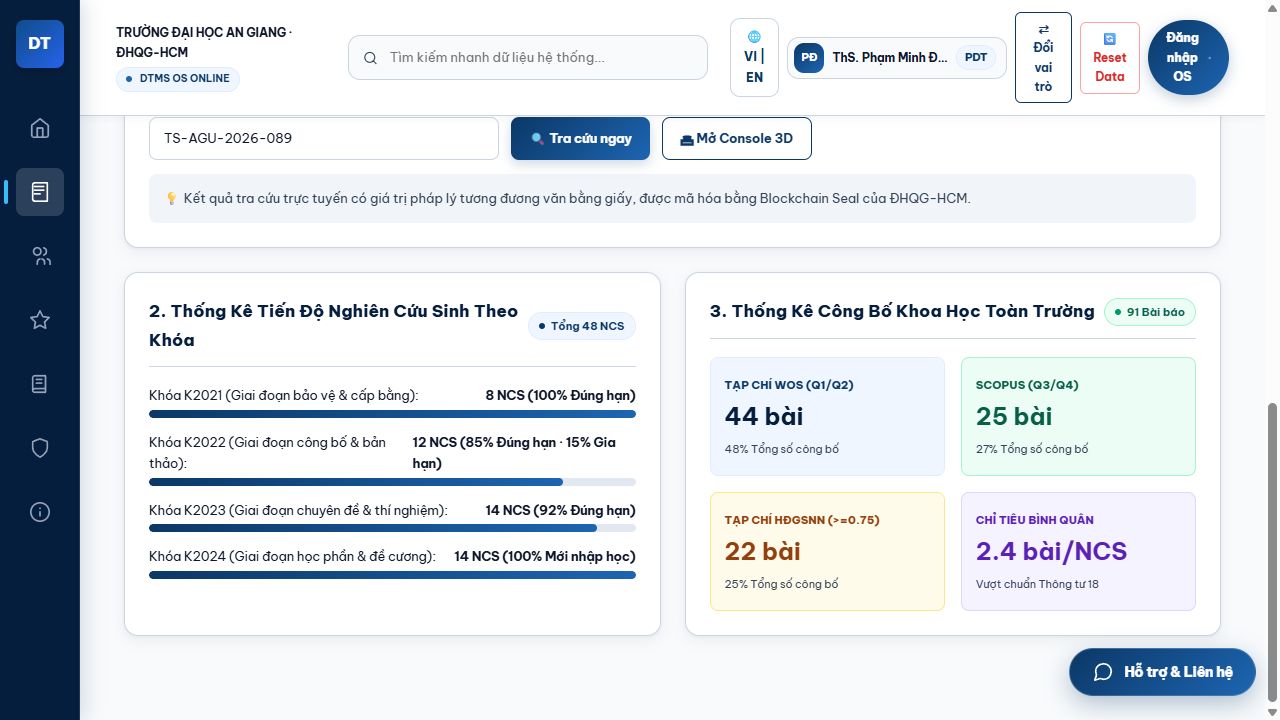 DT
TRƯỜNG ĐẠI HỌC AN GIANG ·
ĐHQG-HCM
DTMS OS ONLINE
Tìm kiếm nhanh dữ liệu hệ thống...
VI |
EN
PĐ
ThS. Phạm Minh Đ...
PDT
Đổi
vai
trò
Reset
Data
Đăng
nhập
OS
TS-AGU-2026-089
Tra cứu ngay
Mở Console 3D
Kết quả tra cứu trực tuyến có giá trị pháp lý tương đương văn bằng giấy, được mã hóa bằng Blockchain Seal của ĐHQG-HCM.
2. Thống Kê Tiến Độ Nghiên Cứu Sinh Theo
Khóa
Tổng 48 NCS
Khóa K2021 (Giai đoạn bảo vệ & cấp bằng):
8 NCS (100% Đúng hạn)
Khóa K2022 (Giai đoạn công bố & bản
thảo):
12 NCS (85% Đúng hạn · 15% Gia
hạn)
Khóa K2023 (Giai đoạn chuyên đề & thí nghiệm):
14 NCS (92% Đúng hạn)
Khóa K2024 (Giai đoạn học phần & đề cương):
14 NCS (100% Mới nhập học)
3. Thống Kê Công Bố Khoa Học Toàn Trường
91 Bài báo
TẠP CHÍ WOS (Q1/Q2)
44 bài
48% Tổng số công bố
SCOPUS (Q3/Q4)
25 bài
27% Tổng số công bố
TẠP CHÍ HĐGSNN (>=0.75)
22 bài
25% Tổng số công bố
CHỈ TIÊU BÌNH QUÂN
2.4 bài/NCS
Vượt chuẩn Thông tư 18
Hỗ trợ & Liên hệ